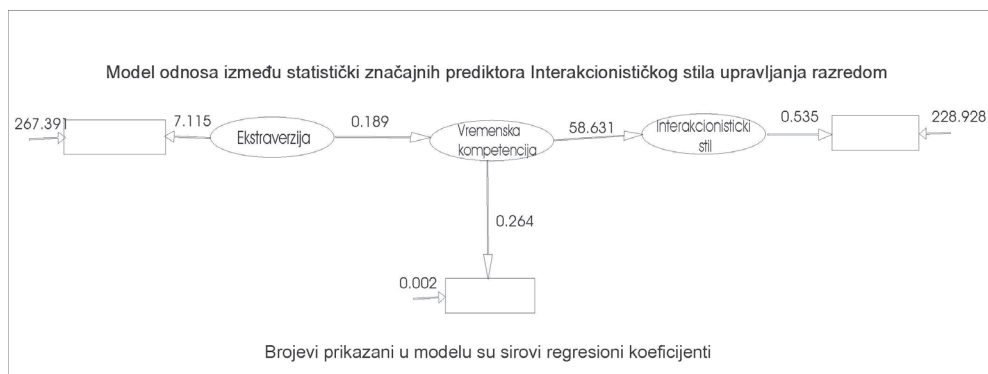 Model odnosa između statistički značajnih prediktora Interakcionističkog stila upravljanja razredom
267.391
7.115
Ekstraverzija
0.189
Vremenska
kompetencija
58.631
Interakcionisticki
stil
0.535
228.928
0.264
0.002
Brojevi prikazani u modelu su sirovi regresioni koeficijenti